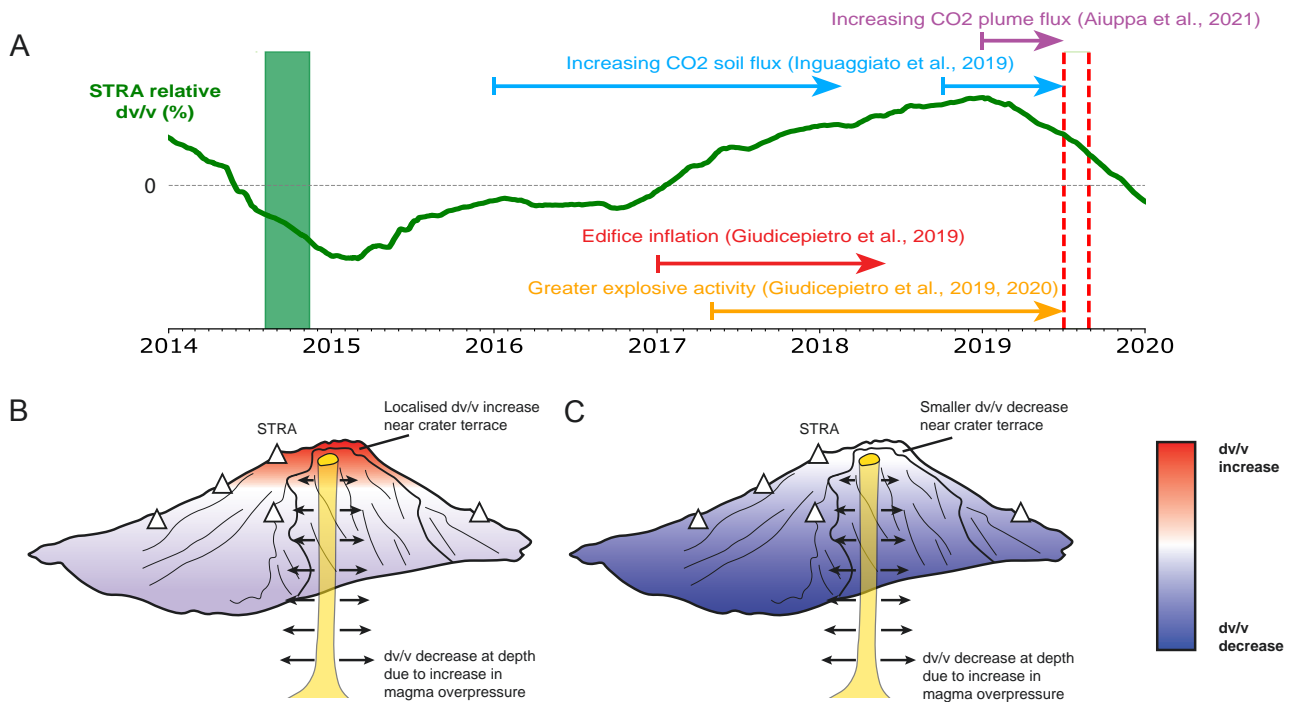 A
Increasing CO2 plume flux (Aiuppa et al., 2021)
Increasing CO2 soil flux (Inguaggiato et al., 2019)
STRA relative
dv/v (%)
0
Edifice inflation (Giudicepietro et al., 2019)
Greater explosive activity (Giudicepietro et al., 2019, 2020)
2014 2015 2016 2017 2018 2019 2020
B
STRA
Localised dv/v increase
near crater terrace
dv/v decrease at depth
due to increase in
magma overpressure
C
STRA
Smaller dv/v decrease
near crater terrace
dv/v decrease at depth
due to increase in
magma overpressure
dv/v
increase
dv/v
decrease